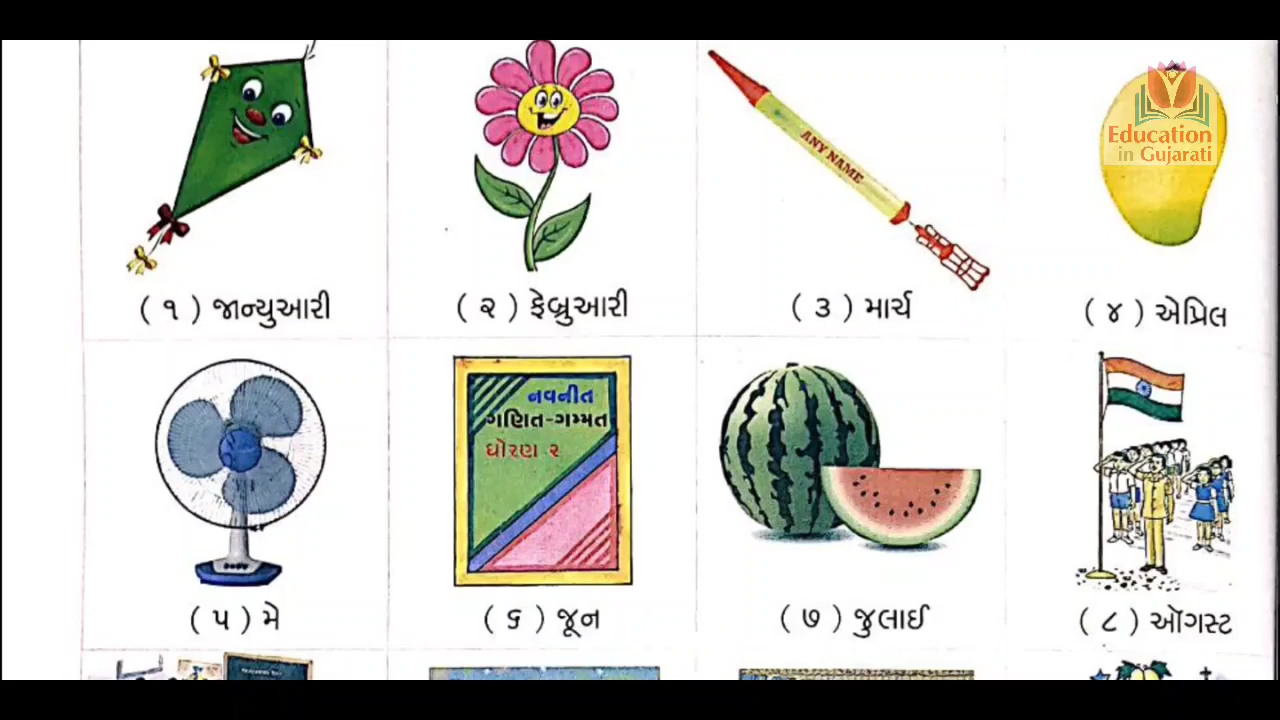 Education
in Gujarati
ANY NAME
( ૧ ) જાન્યુઆરી
( ૨ ) ફેબ્રુઆરી
( ૩ ) માર્ચ
( ૪ ) એપ્રિલ
નવનીત
ગણિત-ગમ્મત
ધોરણ ૨
( ૫ ) મે
( ૬ ) જૂન
( ૭ ) જુલાઈ
( ૮ ) ઑગસ્ટ